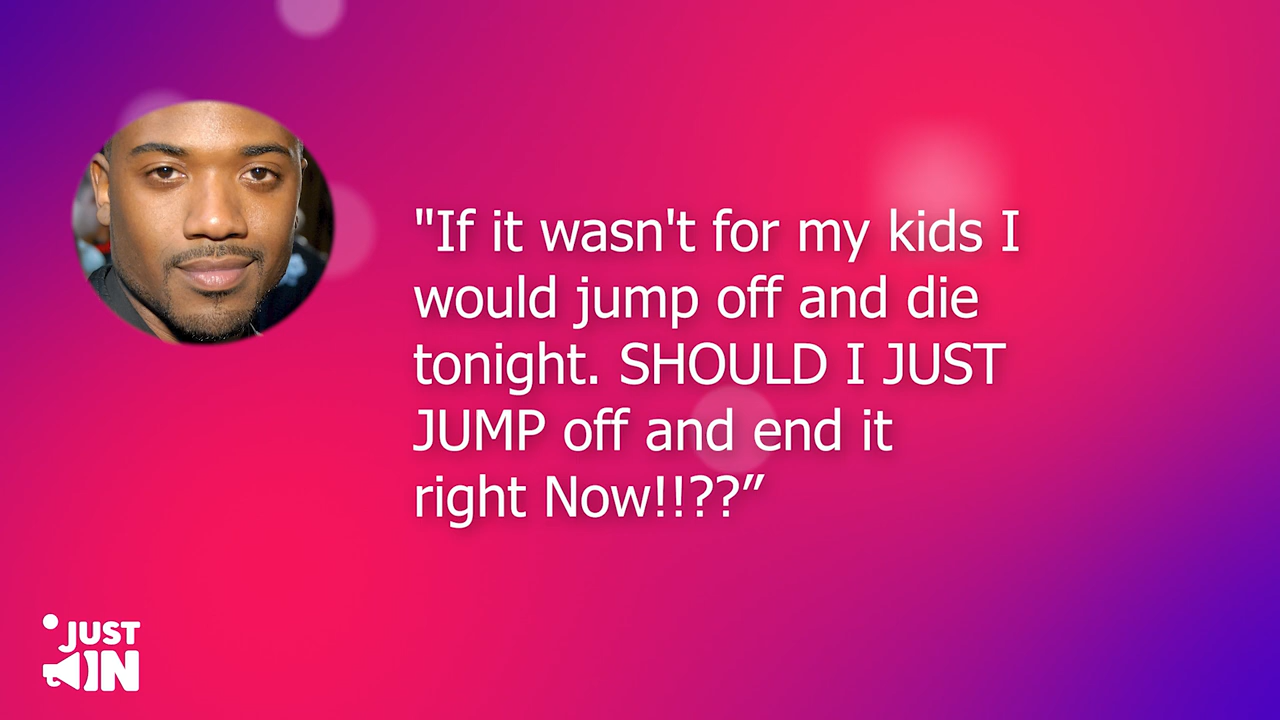 "If it wasn't for my kids I
would jump off and die
tonight. SHOULD I JUST
JUMP off and end it
right Now!!??”
JUST
IN